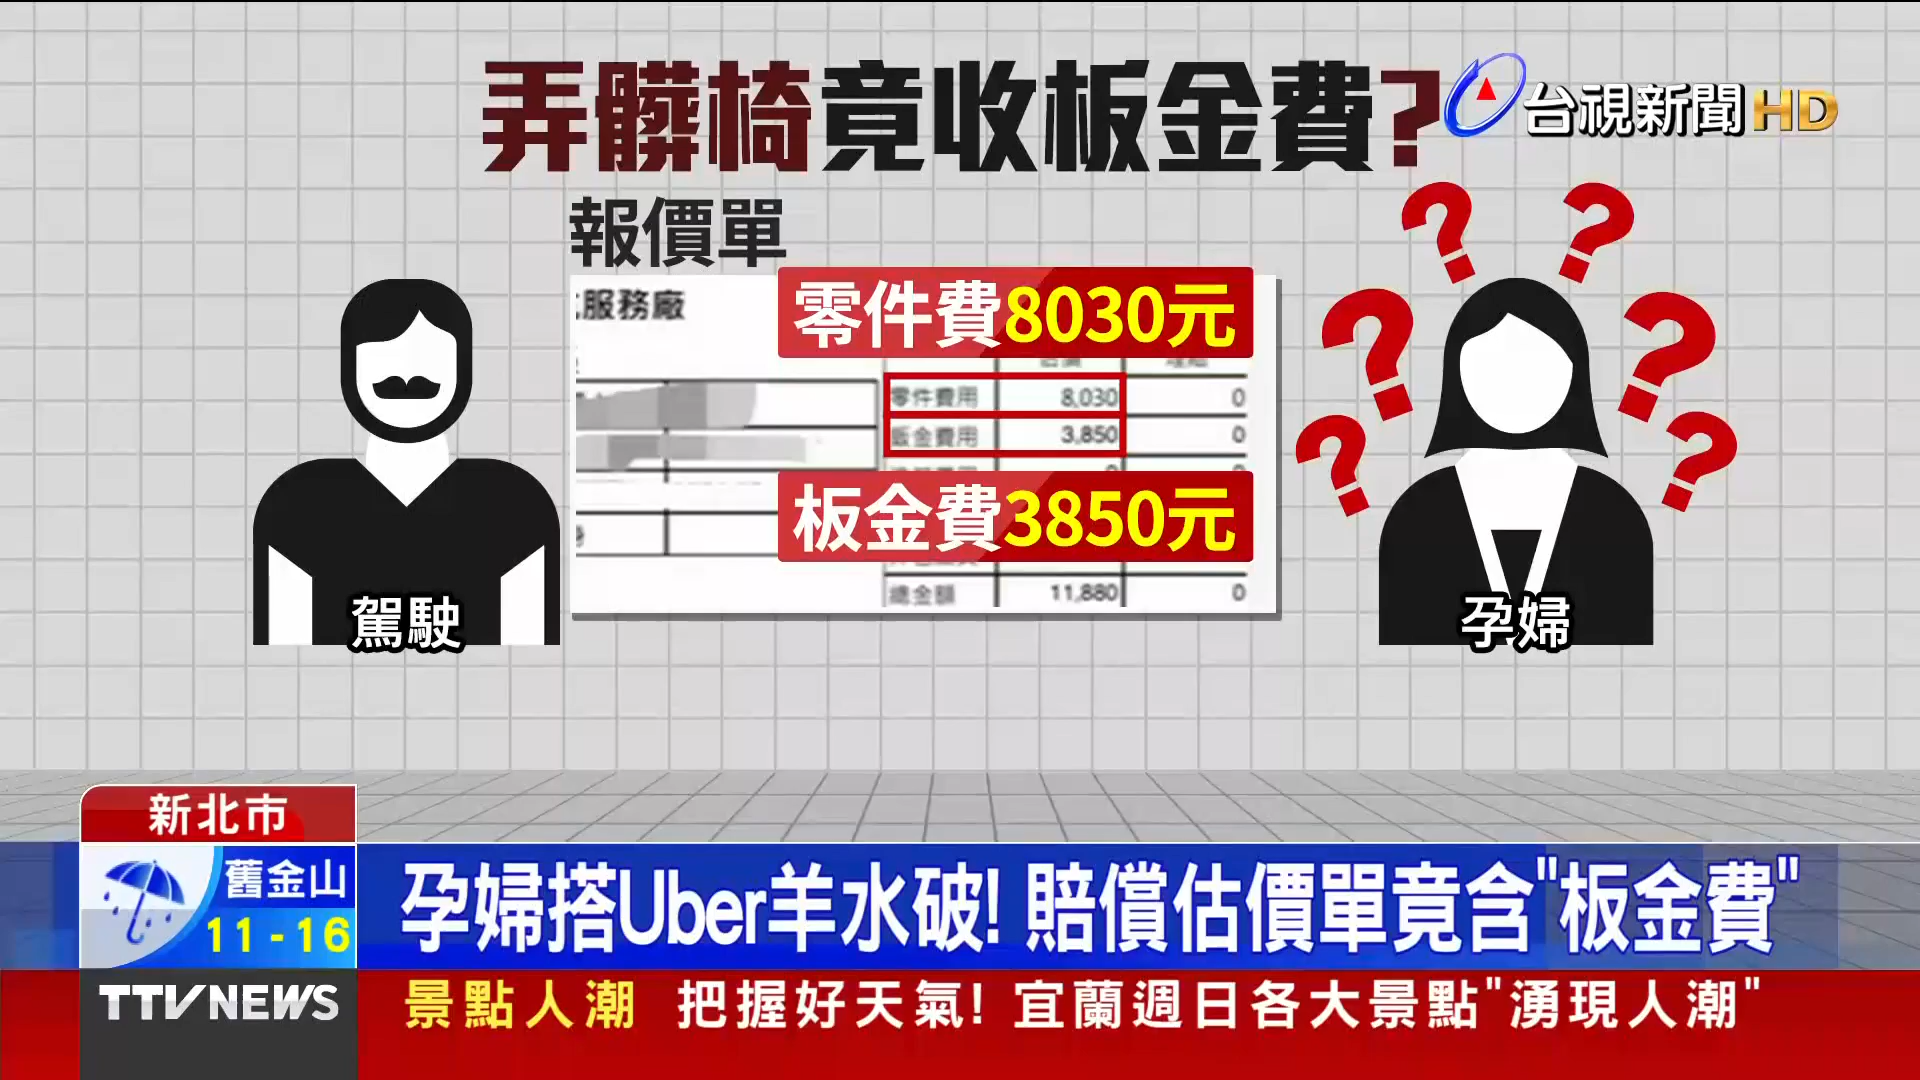 弄髒椅竟收板金費?
台視新聞HD
報價單
服務廠
零件費8030元
零件費用 8,030 0
鈑金費用 3,850 0
板金費3850元
總金額 11,880 0
駕駛
孕婦
新北市
舊金山
11-16
孕婦搭Uber羊水破! 賠償估價單竟含"板金費"
TTV NEWS
景點人潮 把握好天氣! 宜蘭週日各大景點"湧現人潮"